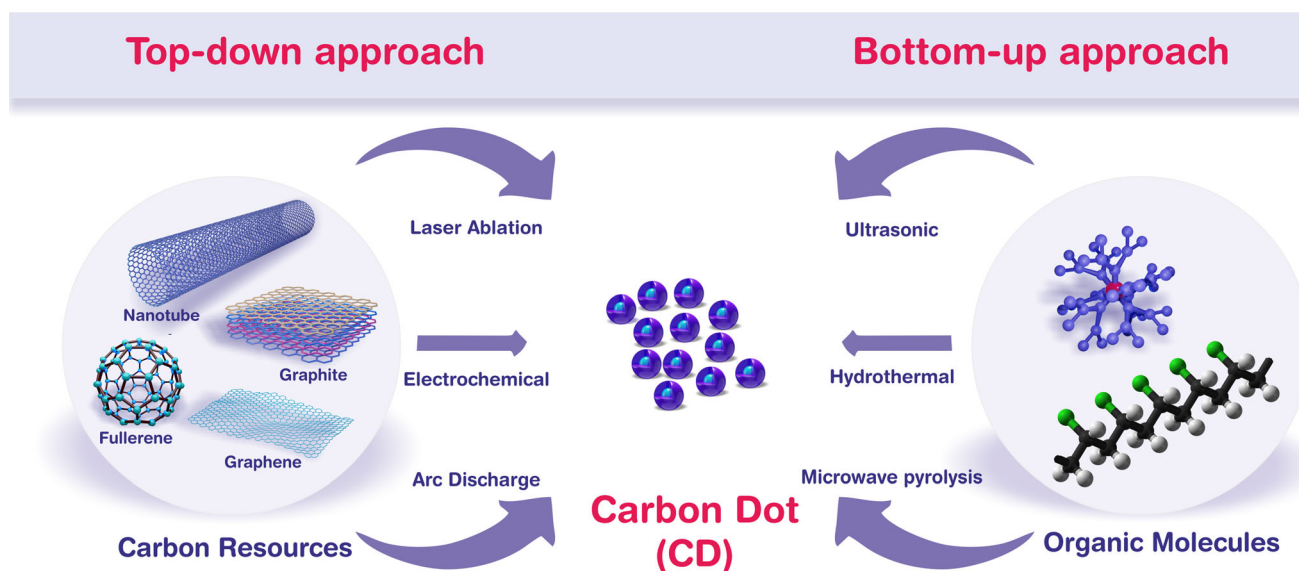 Top-down approach
Bottom-up approach
Laser Ablation
Ultrasonic
Nanotube
Graphite
Electrochemical
Hydrothermal
Fullerene
Graphene
Arc Discharge
Microwave pyrolysis
Carbon Resources
Carbon Dot
(CD)
Organic Molecules